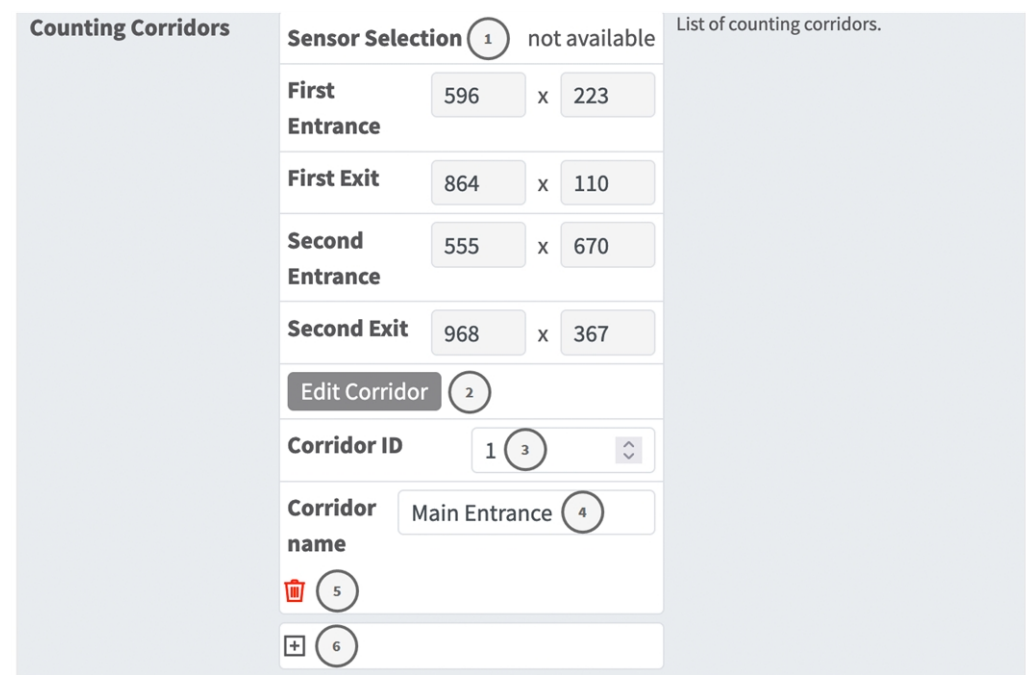 Counting Corridors
Sensor Selection 1 not available
List of counting corridors.
First
Entrance
596 x 223
First Exit 864 x 110
Second
Entrance
555 x 670
Second Exit 968 x 367
Edit Corridor 2
Corridor ID 1 3
Corridor
name
Main Entrance 4
5
6